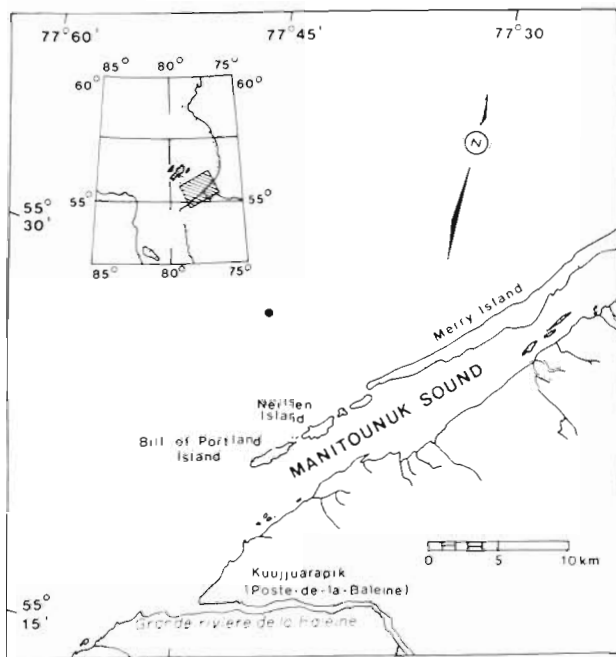 77° 60'
77° 45'
77° 30'
85° 80° 75°
60° 60°
55° 55°
85° 80° 75°
N
55°
30'
Merry Island
Neilsen
Island
Bill of Portland
Island
MANITOUNUK SOUND
0 5 10 km
Kuujjuarapik
(Poste-de-la-Baleine)
55°
15'
Grande rivière de la Baleine